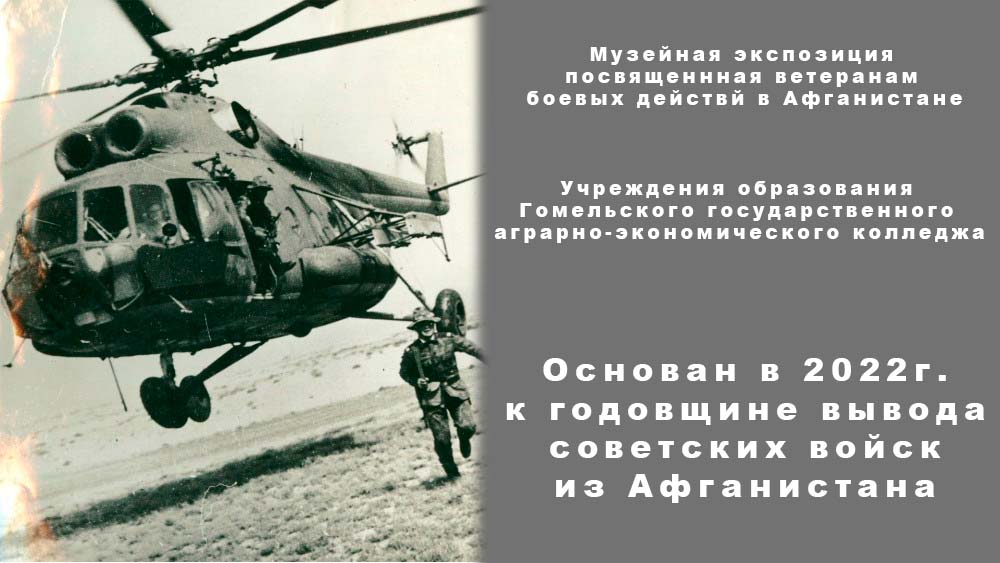 Музейная экспозиция
посвященнная ветеранам
боевых действй в Афганистане
Учреждения образования
Гомельского государственного
аграрно-экономического колледжа
Основан в 2022г.
к годовщине вывода
советских войск
из Афганистана